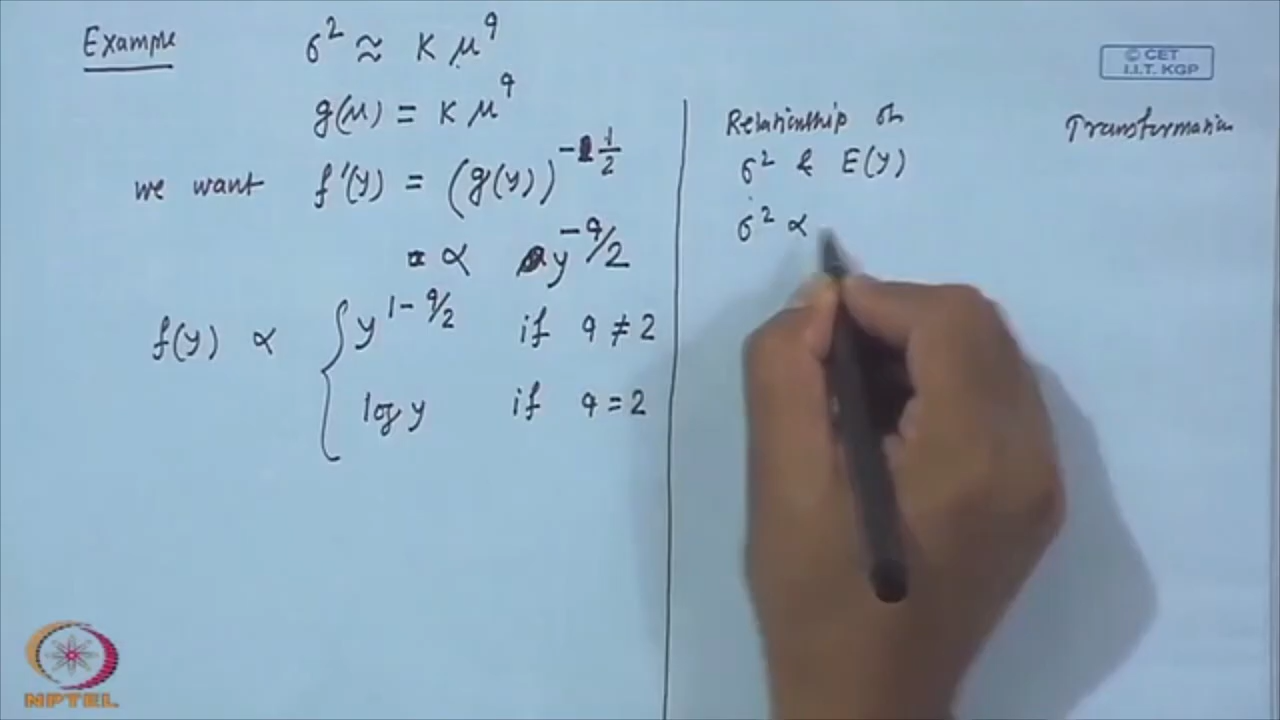 Example σ² ≈ K μ^q
g(μ) = K μ^q
we want f'(y) = (g(y))^-1/2
∝ y^-q/2
f(y) ∝ { y^1-q/2 if q ≠ 2
log y if q = 2
© CET
I.I.T. KGP
Relationship on Transformation
σ² & E(y)
σ² ∝
NPTEL